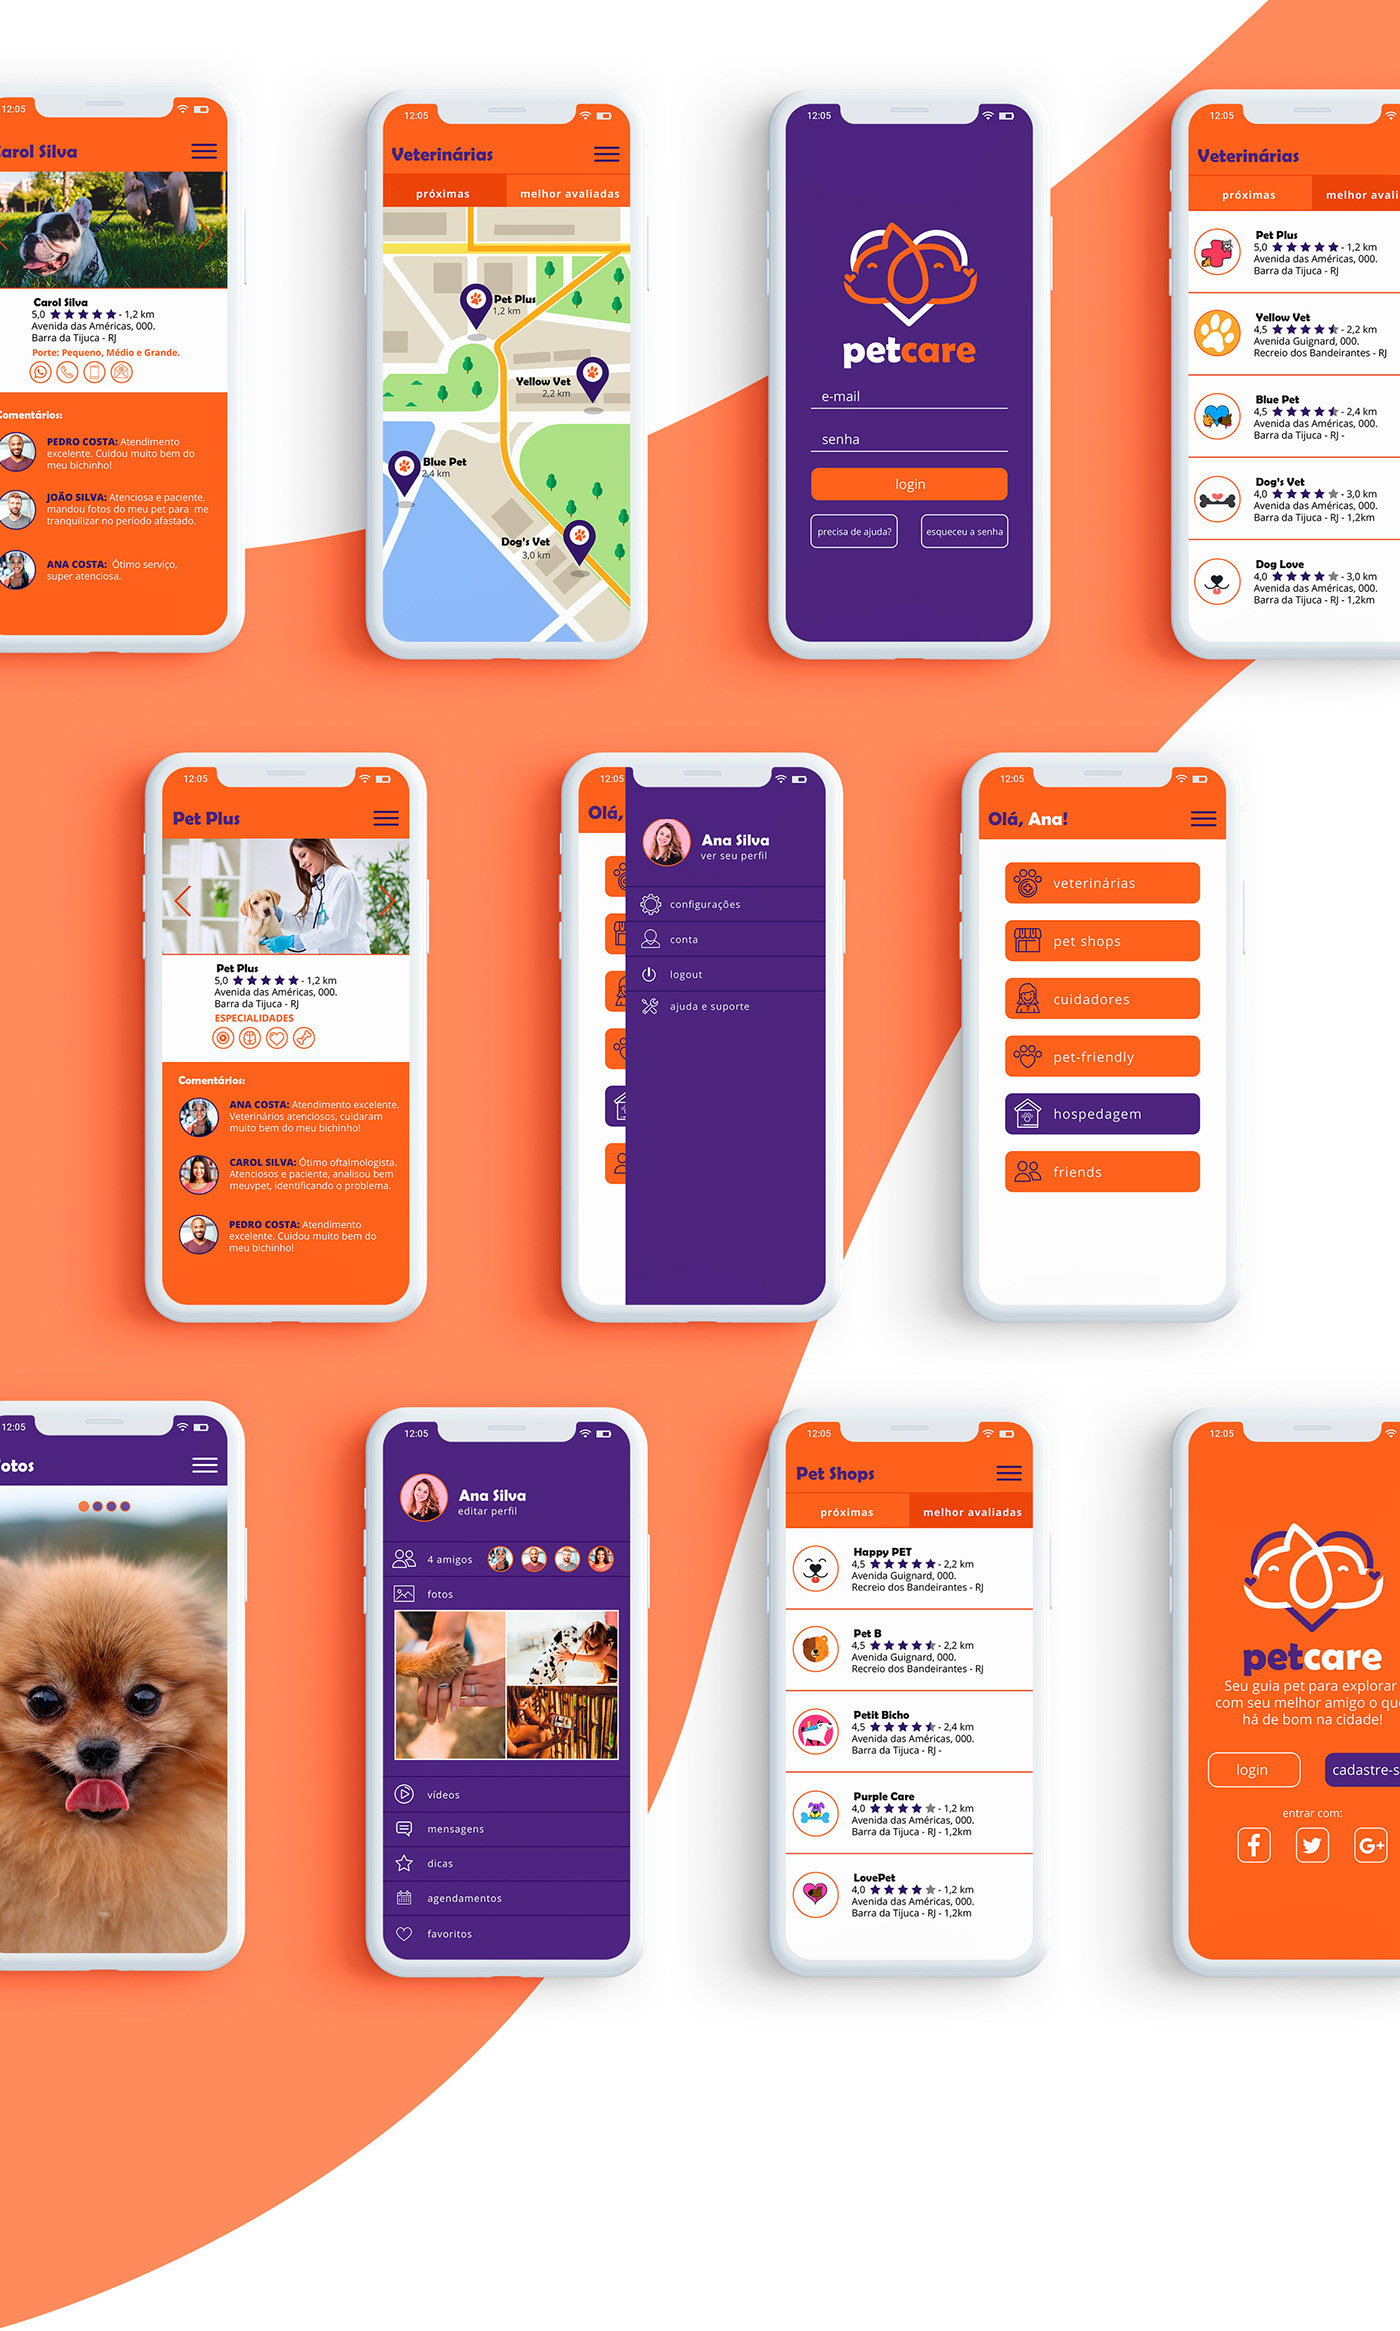 12:05
Carol Silva
Carol Silva
5,0 - 1,2 km
Avenida das Américas, 000.
Barra da Tijuca - RJ
Porte: Pequeno, Médio e Grande.
Comentários:
PEDRO COSTA: Atendimento
excelente. Cuidou muito bem do
meu bichinho!
JOÃO SILVA: Atenciosa e paciente,
mandou fotos do meu pet para me
tranquilizar no período afastado.
ANA COSTA: Ótimo serviço,
super atenciosa.
12:05
Veterinárias
próximas
melhor avaliadas
Pet Plus
1,2 km
Yellow Vet
2,2 km
Blue Pet
2,4 km
Dog's Vet
3,0 km
12:05
petcare
e-mail
senha
login
precisa de ajuda?
esqueceu a senha
12:05
Veterinárias
próximas
melhor avali
Pet Plus
5,0 - 1,2 km
Avenida das Américas, 000.
Barra da Tijuca - RJ
Yellow Vet
4,5 - 2,2 km
Avenida Guignard, 000.
Recreio dos Bandeirantes - RJ
Blue Pet
4,5 - 2,4 km
Avenida das Américas, 000.
Barra da Tijuca - RJ -
Dog's Vet
4,0 - 3,0 km
Avenida das Américas, 000.
Barra da Tijuca - RJ - 1,2km
Dog Love
4,0 - 3,0 km
Avenida das Américas, 000.
Barra da Tijuca - RJ - 1,2km
12:05
Pet Plus
Pet Plus
5,0 - 1,2 km
Avenida das Américas, 000.
Barra da Tijuca - RJ
ESPECIALIDADES
Comentários:
ANA COSTA: Atendimento excelente.
Veterinários atenciosos, cuidaram
muito bem do meu bichinho!
CAROL SILVA: Ótimo oftalmologista.
Atenciosos e paciente, analisou bem
meuvpet, identificando o problema.
PEDRO COSTA: Atendimento
excelente. Cuidou muito bem do
meu bichinho!
12:05
Olá,
Ana Silva
ver seu perfil
configurações
conta
logout
ajuda e suporte
12:05
Olá, Ana!
veterinárias
pet shops
cuidadores
pet-friendly
hospedagem
friends
12:05
otos
12:05
Ana Silva
editar perfil
4 amigos
fotos
vídeos
mensagens
dicas
agendamentos
favoritos
12:05
Pet Shops
próximas
melhor avaliadas
Happy PET
4,5 - 2,2 km
Avenida Guignard, 000.
Recreio dos Bandeirantes - RJ
Pet B
4,5 - 2,2 km
Avenida Guignard, 000.
Recreio dos Bandeirantes - RJ
Petit Bicho
4,5 - 2,4 km
Avenida das Américas, 000.
Barra da Tijuca - RJ -
Purple Care
4,0 - 1,2 km
Avenida das Américas, 000.
Barra da Tijuca - RJ - 1,2km
LovePet
4,0 - 1,2 km
Avenida das Américas, 000.
Barra da Tijuca - RJ - 1,2km
12:05
petcare
Seu guia pet para explorar
com seu melhor amigo o qu
há de bom na cidade!
login
cadastre-s
entrar com:
f
G+